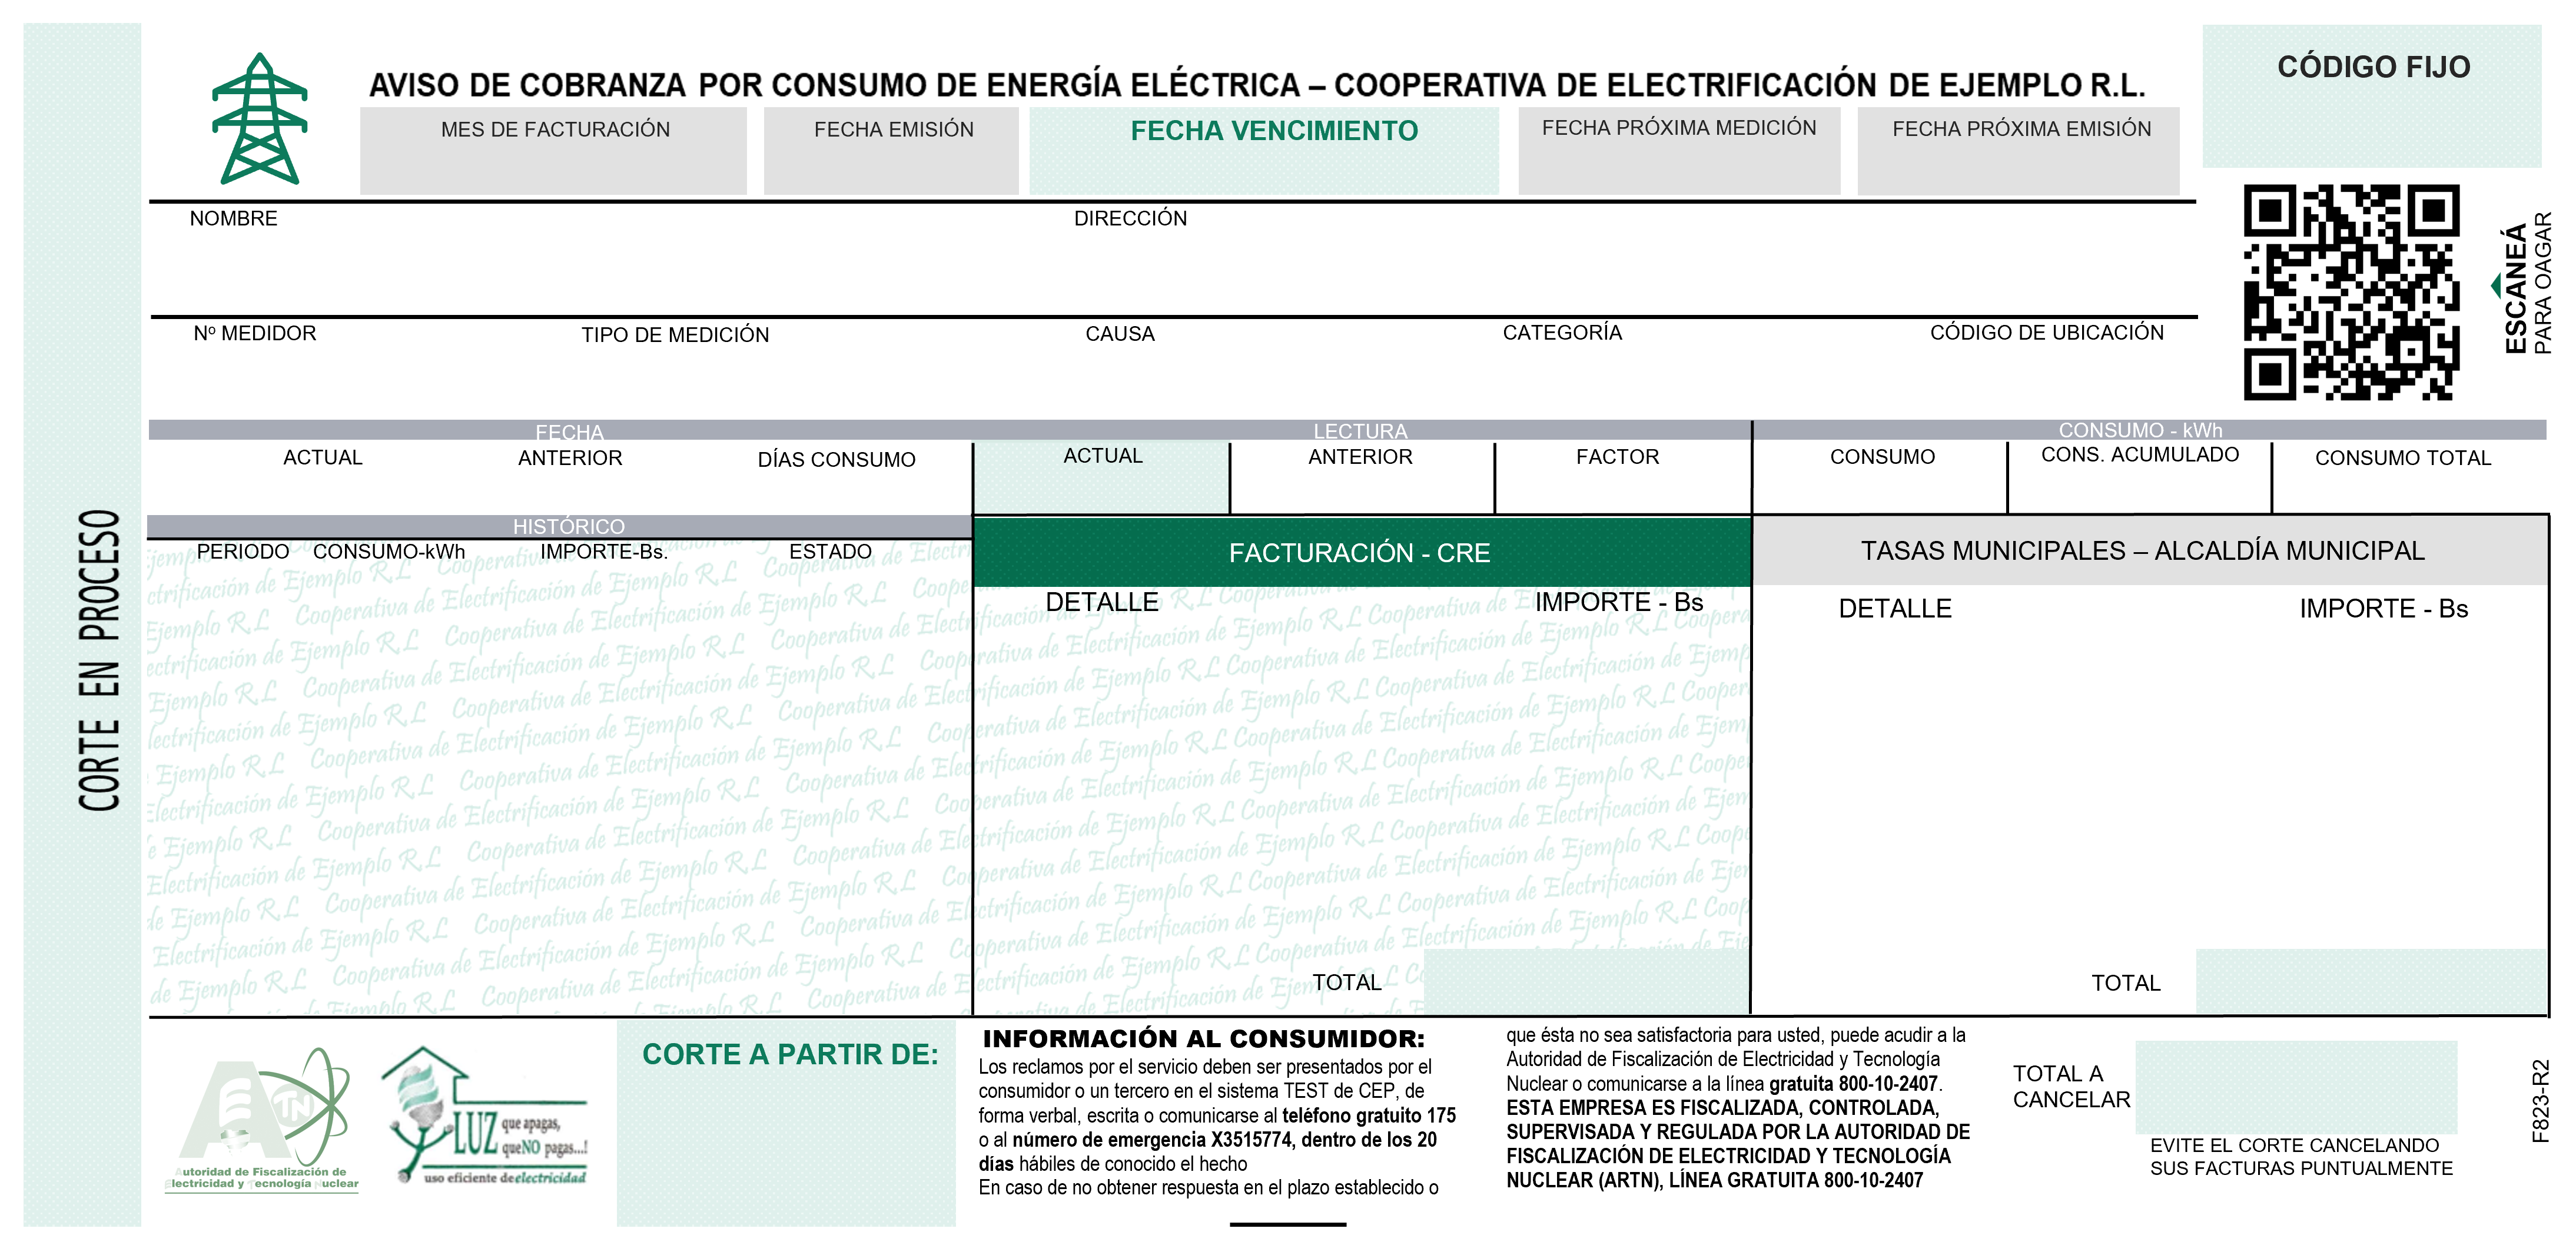 AVISO DE COBRANZA POR CONSUMO DE ENERGÍA ELÉCTRICA – COOPERATIVA DE ELECTRIFICACIÓN DE EJEMPLO R.L.
CÓDIGO FIJO
MES DE FACTURACIÓN
FECHA EMISIÓN
FECHA VENCIMIENTO
FECHA PRÓXIMA MEDICIÓN
FECHA PRÓXIMA EMISIÓN
NOMBRE
DIRECCIÓN
ESCANEÁ
PARA OAGAR
Nº MEDIDOR
TIPO DE MEDICIÓN
CAUSA
CATEGORÍA
CÓDIGO DE UBICACIÓN
FECHA
LECTURA
CONSUMO - kWh
ACTUAL
ANTERIOR
DÍAS CONSUMO
ACTUAL
ANTERIOR
FACTOR
CONSUMO
CONS. ACUMULADO
CONSUMO TOTAL
CORTE EN PROCESO
HISTÓRICO
PERIODO
CONSUMO-kWh
IMPORTE-Bs.
ESTADO
FACTURACIÓN - CRE
DETALLE
IMPORTE - Bs
TOTAL
TASAS MUNICIPALES – ALCALDÍA MUNICIPAL
DETALLE
IMPORTE - Bs
TOTAL
Cooperativa de Electrificación de Ejemplo R.L
TN
Autoridad de Fiscalización de
Electricidad y Tecnología Nuclear
LUZ que apagas,
que NO pagas...!
uso eficiente de electricidad
CORTE A PARTIR DE:
INFORMACIÓN AL CONSUMIDOR:
Los reclamos por el servicio deben ser presentados por el
consumidor o un tercero en el sistema TEST de CEP, de
forma verbal, escrita o comunicarse al teléfono gratuito 175
o al número de emergencia X3515774, dentro de los 20
días hábiles de conocido el hecho
En caso de no obtener respuesta en el plazo establecido o
que ésta no sea satisfactoria para usted, puede acudir a la
Autoridad de Fiscalización de Electricidad y Tecnología
Nuclear o comunicarse a la línea gratuita 800-10-2407.
ESTA EMPRESA ES FISCALIZADA, CONTROLADA,
SUPERVISADA Y REGULADA POR LA AUTORIDAD DE
FISCALIZACIÓN DE ELECTRICIDAD Y TECNOLOGÍA
NUCLEAR (ARTN), LÍNEA GRATUITA 800-10-2407
TOTAL A
CANCELAR
EVITE EL CORTE CANCELANDO
SUS FACTURAS PUNTUALMENTE
F823-R2